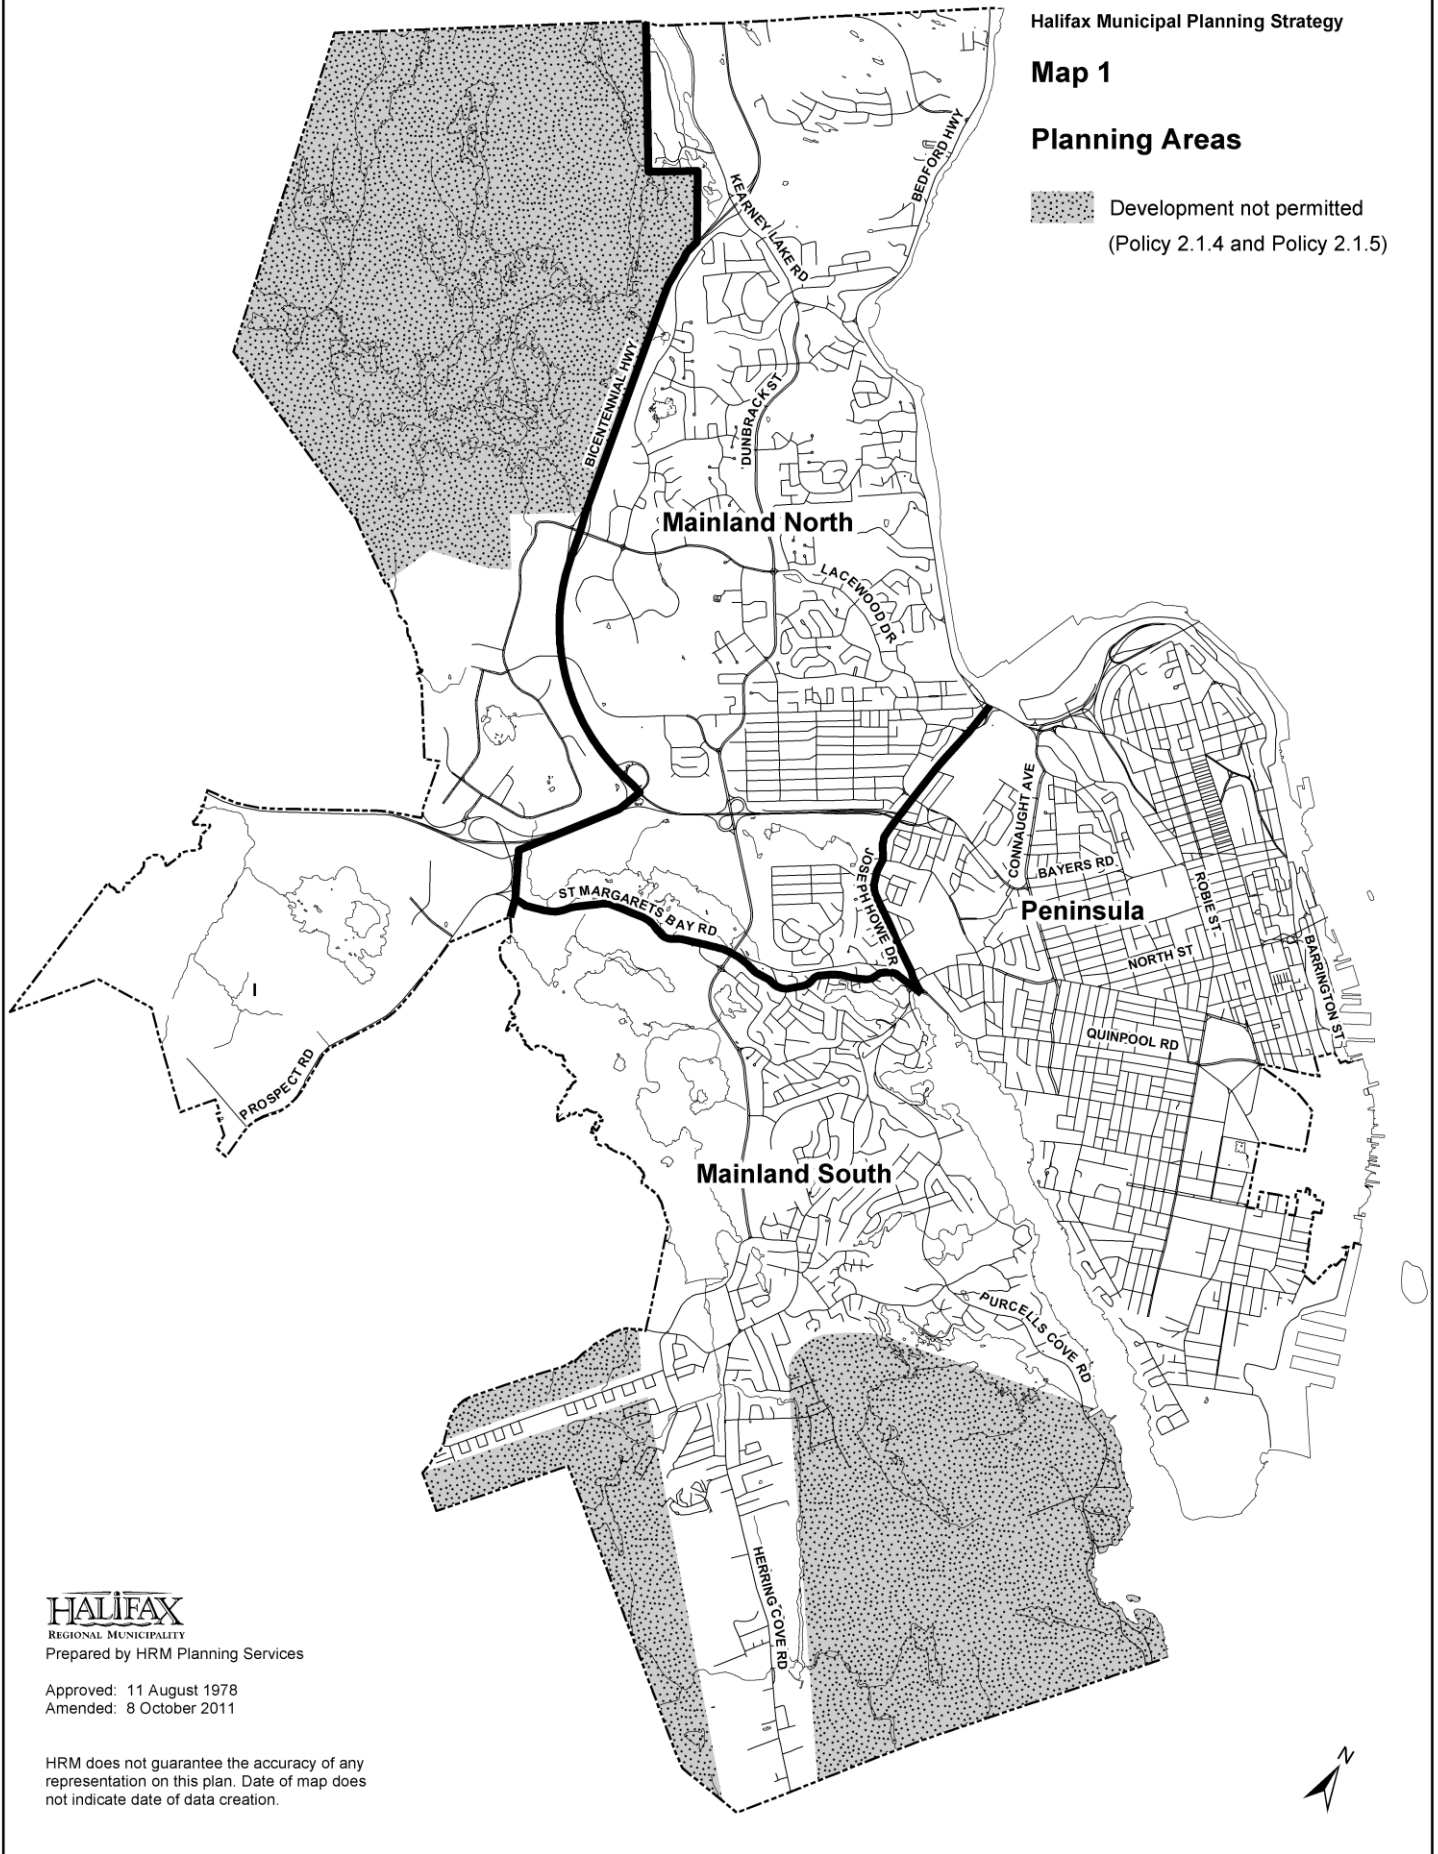 Halifax Municipal Planning Strategy
Map 1
Planning Areas
Development not permitted
(Policy 2.1.4 and Policy 2.1.5)
BEDFORD HWY
KEARNEY LAKE RD
BICENTENNIAL HWY
DUNBRACK ST
Mainland North
LACEWOOD DR
CONNAUGHT AVE
BAYERS RD
JOSEPH HOWE DR
ROBIE ST
ST MARGARETS BAY RD
Peninsula
NORTH ST
BARRINGTON ST
I
QUINPOOL RD
PROSPECT RD
Mainland South
PURCELLS COVE RD
HERRING COVE RD
HALIFAX
REGIONAL MUNICIPALITY
Prepared by HRM Planning Services
Approved: 11 August 1978
Amended: 8 October 2011
HRM does not guarantee the accuracy of any
representation on this plan. Date of map does
not indicate date of data creation.
N